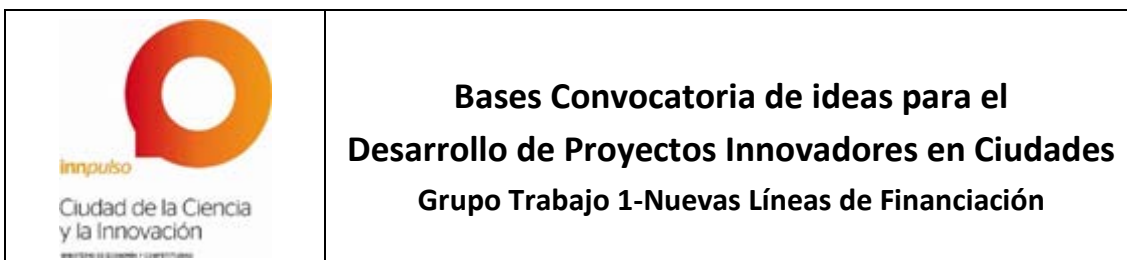 innpulso
Ciudad de la Ciencia
y la Innovación
Bases Convocatoria de ideas para el
Desarrollo de Proyectos Innovadores en Ciudades
Grupo Trabajo 1-Nuevas Líneas de Financiación